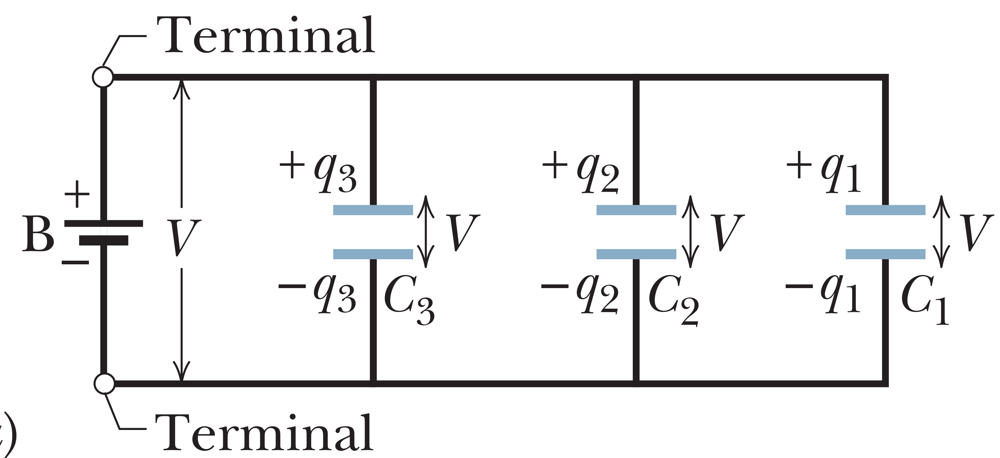 Terminal
+q₃ +q₂ +q₁
+
B V V V V
−
−q₃ C₃ −q₂ C₂ −q₁ C₁
Terminal
)